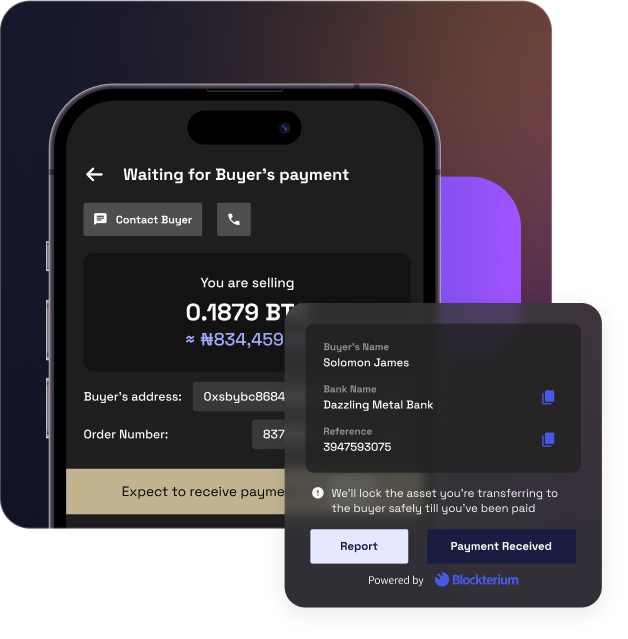 Waiting for Buyer's payment
Contact Buyer
You are selling
0.1879
≈ ₦834,459
Buyer's address: 0xsbybc8684
Order Number: 837
Expect to receive
Buyer's Name
Solomon James
Bank Name
Dazzling Metal Bank
Reference
3947593075
We'll lock the asset you're transferring to
the buyer safely till you've been paid
Report
Payment Received
Powered by Blockterium